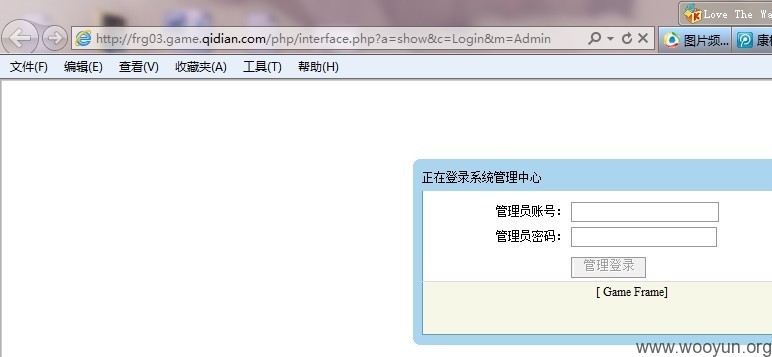 Love The Wa
http://frg03.game.qidian.com/php/interface.php?a=show&c=Login&m=Admin
图片频...
文件(F) 编辑(E) 查看(V) 收藏夹(A) 工具(T) 帮助(H)
正在登录系统管理中心
管理员账号：
管理员密码：
管理登录
[ Game Frame]
www.wooyun.org